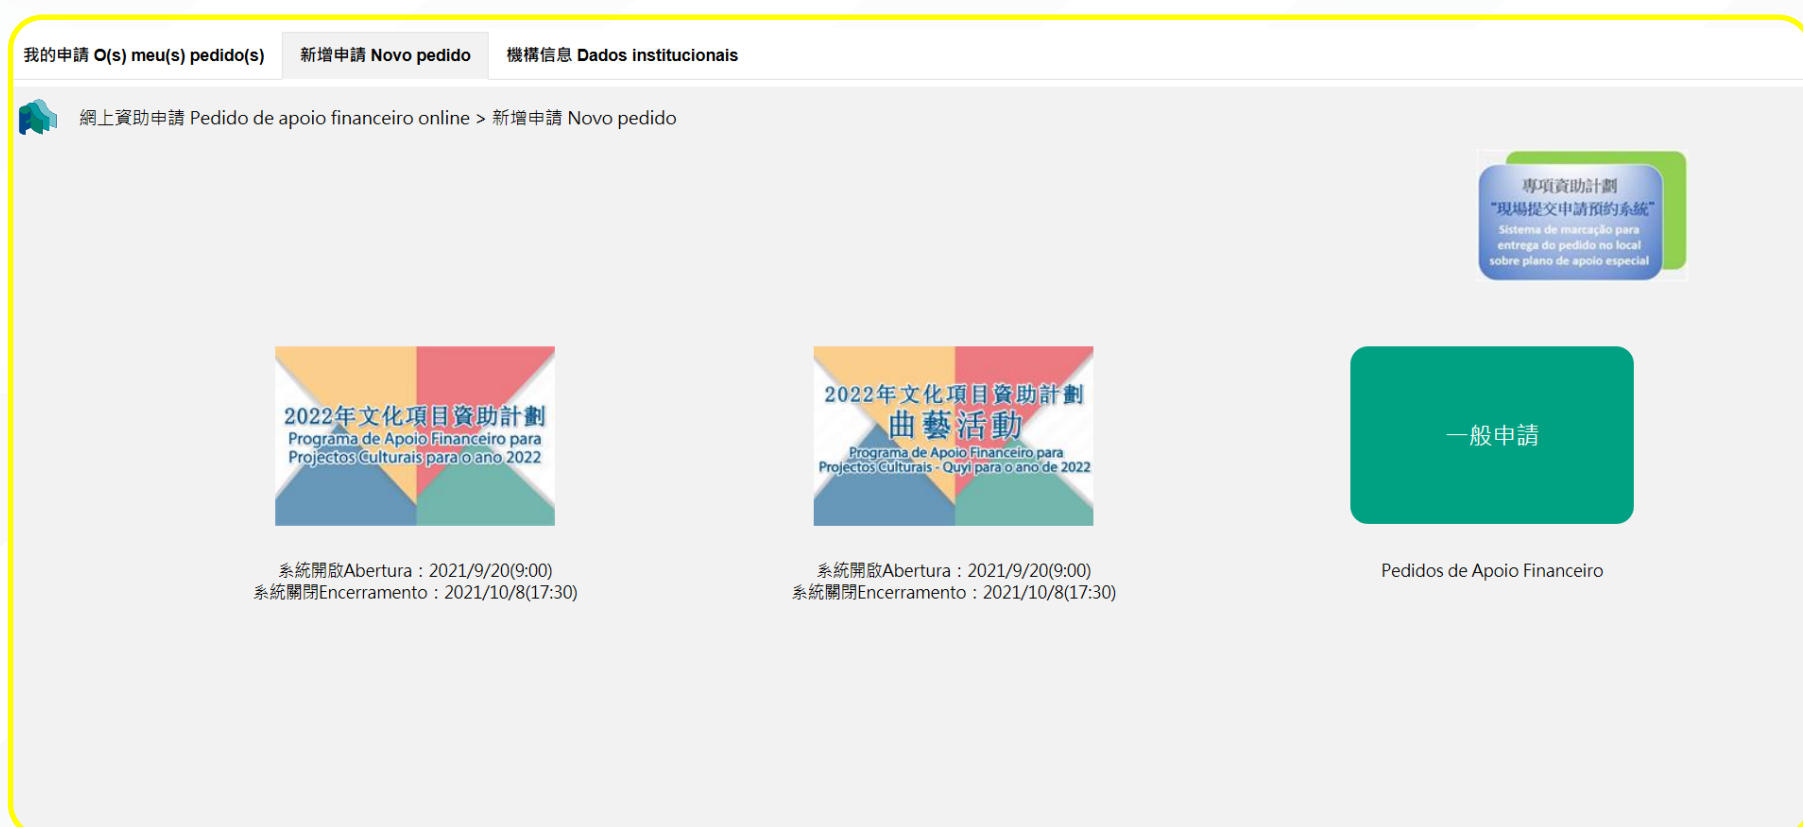 我的申請 O(s) meu(s) pedido(s)
新增申請 Novo pedido
機構信息 Dados institucionais
網上資助申請 Pedido de apoio financeiro online > 新增申請 Novo pedido
專項資助計劃
“現場提交申請預約系統”
Sistema de marcação para
entrega do pedido no local
sobre plano de apoio especial
2022年文化項目資助計劃
Programa de Apoio Financeiro para
Projectos Culturais para o ano 2022
系統開啟Abertura：2021/9/20(9:00)
系統關閉Encerramento：2021/10/8(17:30)
2022年文化項目資助計劃
曲藝活動
Programa de Apoio Financeiro para
Projectos Culturais - Quyi para o ano de 2022
系統開啟Abertura：2021/9/20(9:00)
系統關閉Encerramento：2021/10/8(17:30)
一般申請
Pedidos de Apoio Financeiro